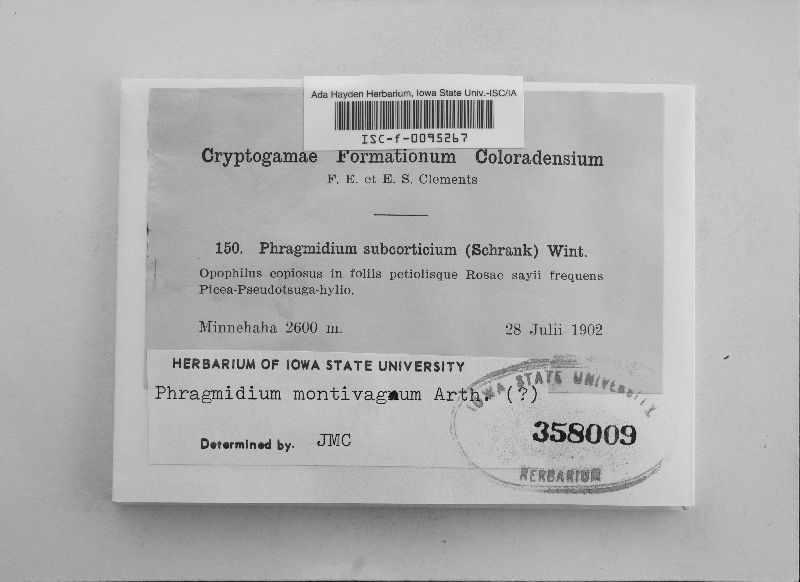 Ada Hayden Herbarium, Iowa State Univ.-ISC/IA
ISC-f-0095267
Cryptogamae Formationum Coloradensium
F. E. et E. S. Clements
150. Phragmidium subcorticium (Schrank) Wint.
Opophilus copiosus in foliis petiolisque Rosae sayii frequens
Picea-Pseudotsuga-hylio.
Minnehaha 2600 m. 28 Julii 1902
HERBARIUM OF IOWA STATE UNIVERSITY
Phragmidium montivagum Arth. (?)
Determined by. JMC
IOWA STATE UNIVERSITY
358009
HERBARIUM